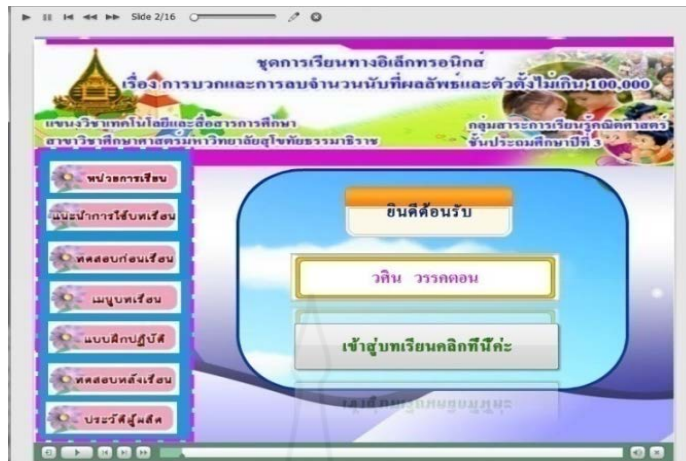 Slide 2/16
ชุดการเรียนทางอิเล็กทรอนิกส์
เรื่อง การบวกและการลบจำนวนนับที่ผลลัพธ์และตัวตั้งไม่เกิน 100,000
แขนงวิชาเทคโนโลยีและสื่อสารการศึกษา
สาขาวิชาศึกษาศาสตร์มหาวิทยาลัยสุโขทัยธรรมาธิราช
กลุ่มสาระการเรียนรู้คณิตศาสตร์
ชั้นประถมศึกษาปีที่ 3
หน่วยการเรียน
แนะนำการใช้บทเรียน
ทดสอบก่อนเรียน
เมนูบทเรียน
แบบฝึกปฏิบัติ
ทดสอบหลังเรียน
ประวัติผู้ผลิต
ยินดีต้อนรับ
วศิน วรรคตอน
เข้าสู่บทเรียนคลิกที่นี่ค่ะ